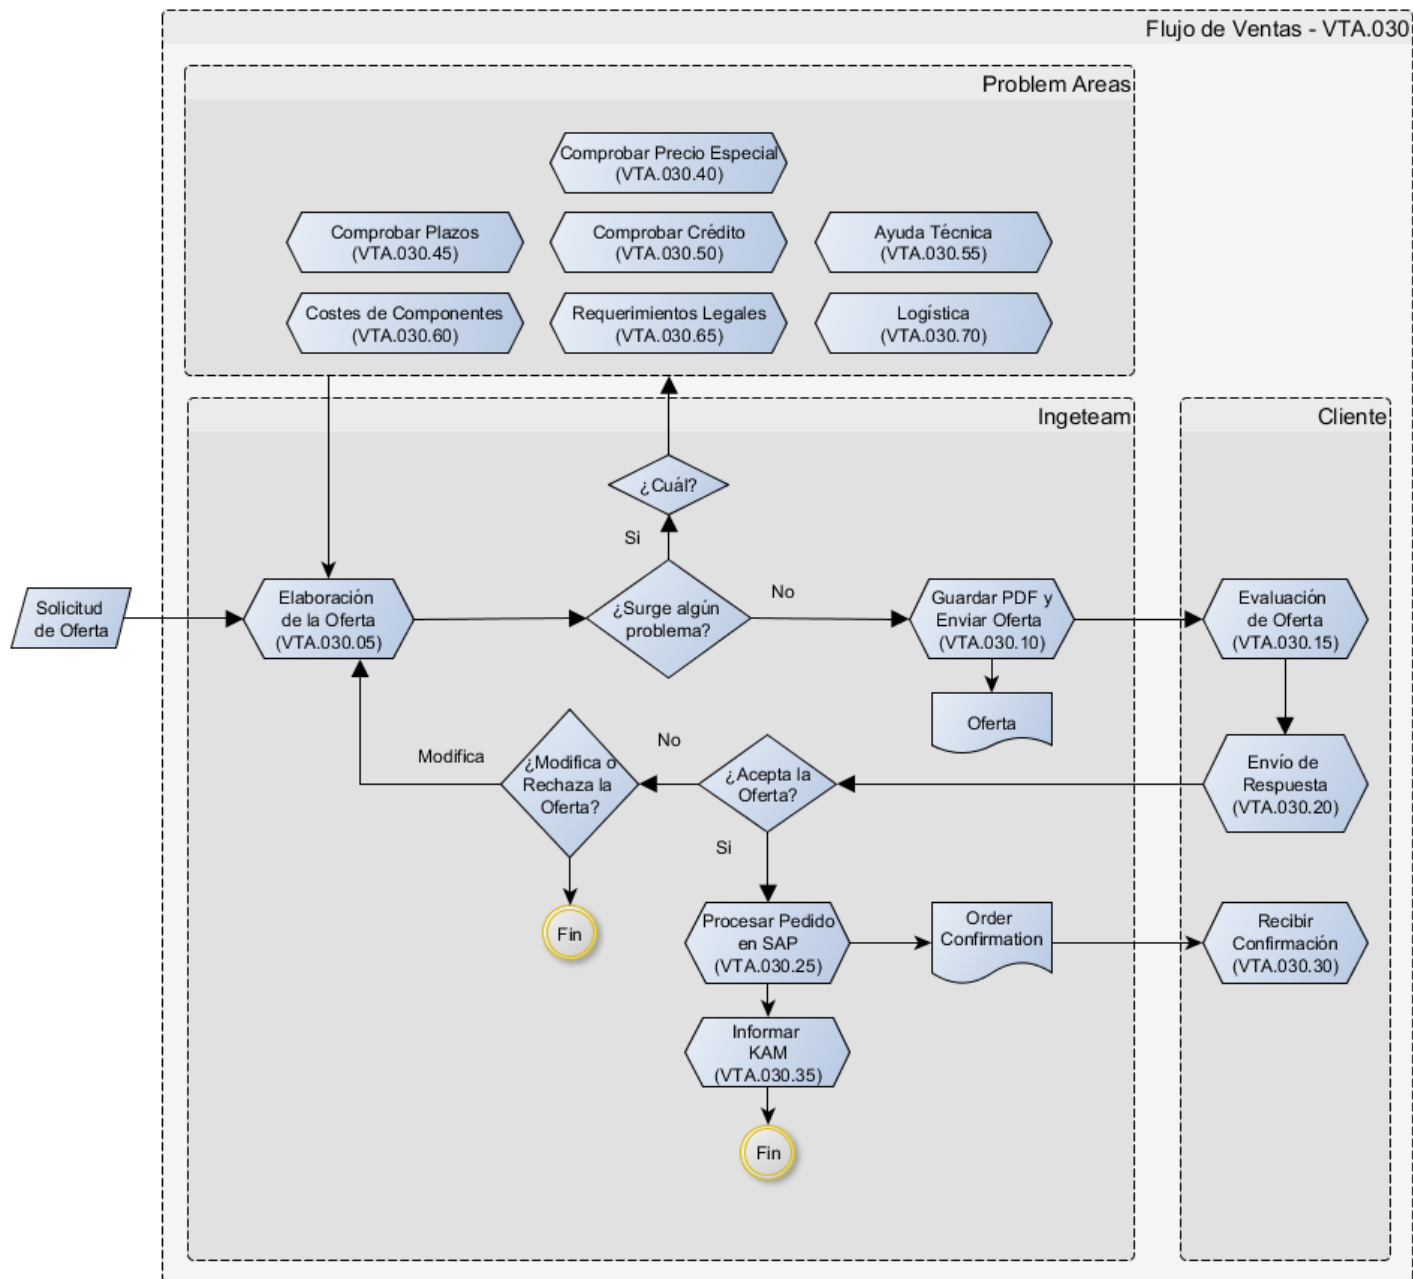 Flujo de Ventas - VTA.030
Problem Areas
Comprobar Precio Especial
(VTA.030.40)
Comprobar Plazos
(VTA.030.45)
Comprobar Crédito
(VTA.030.50)
Ayuda Técnica
(VTA.030.55)
Costes de Componentes
(VTA.030.60)
Requerimientos Legales
(VTA.030.65)
Logística
(VTA.030.70)
Ingeteam
Cliente
¿Cuál?
Si
Solicitud
de Oferta
Elaboración
de la Oferta
(VTA.030.05)
¿Surge algún
problema?
No
Guardar PDF y
Enviar Oferta
(VTA.030.10)
Evaluación
de Oferta
(VTA.030.15)
Oferta
Modifica
¿Modifica o
Rechaza la
Oferta?
No
¿Acepta la
Oferta?
Envío de
Respuesta
(VTA.030.20)
Si
Fin
Procesar Pedido
en SAP
(VTA.030.25)
Order
Confirmation
Recibir
Confirmación
(VTA.030.30)
Informar
KAM
(VTA.030.35)
Fin